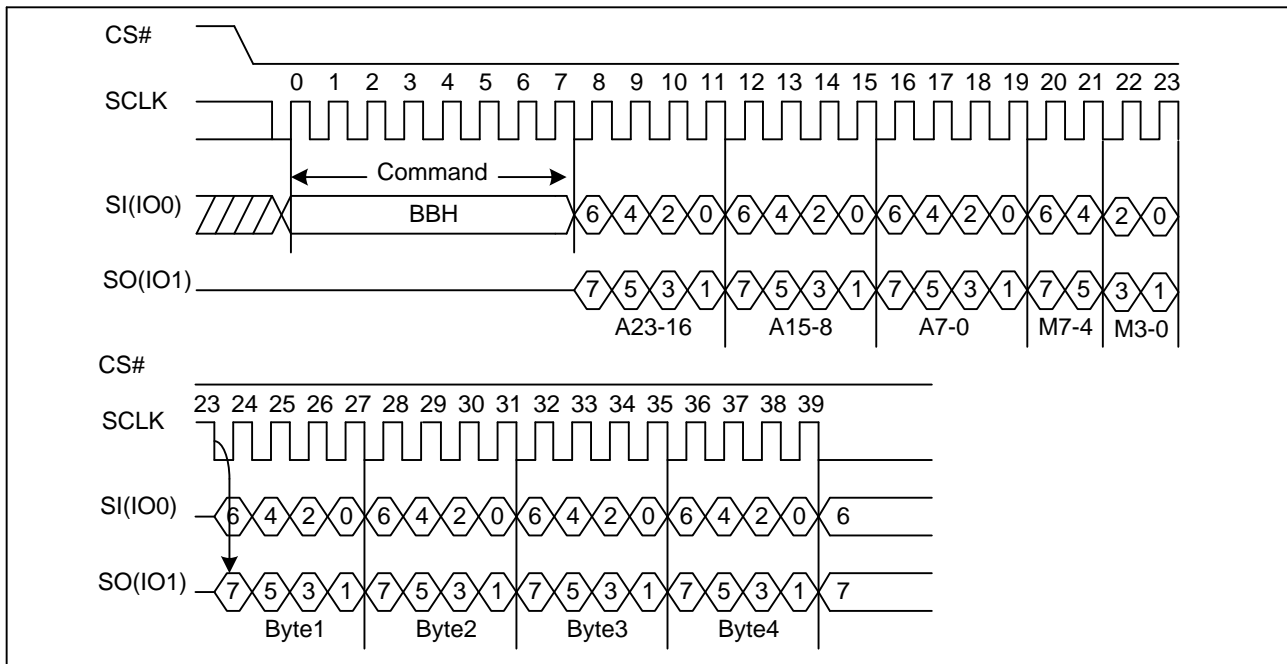 CS#
0 1 2 3 4 5 6 7 8 9 10 11 12 13 14 15 16 17 18 19 20 21 22 23
SCLK
Command
SI(IO0) BBH 6 4 2 0 6 4 2 0 6 4 2 0 6 4 2 0
SO(IO1) 7 5 3 1 7 5 3 1 7 5 3 1 7 5 3 1
A23-16 A15-8 A7-0 M7-4 M3-0
CS#
23 24 25 26 27 28 29 30 31 32 33 34 35 36 37 38 39
SCLK
SI(IO0) 6 4 2 0 6 4 2 0 6 4 2 0 6 4 2 0 6
SO(IO1) 7 5 3 1 7 5 3 1 7 5 3 1 7 5 3 1 7
Byte1 Byte2 Byte3 Byte4